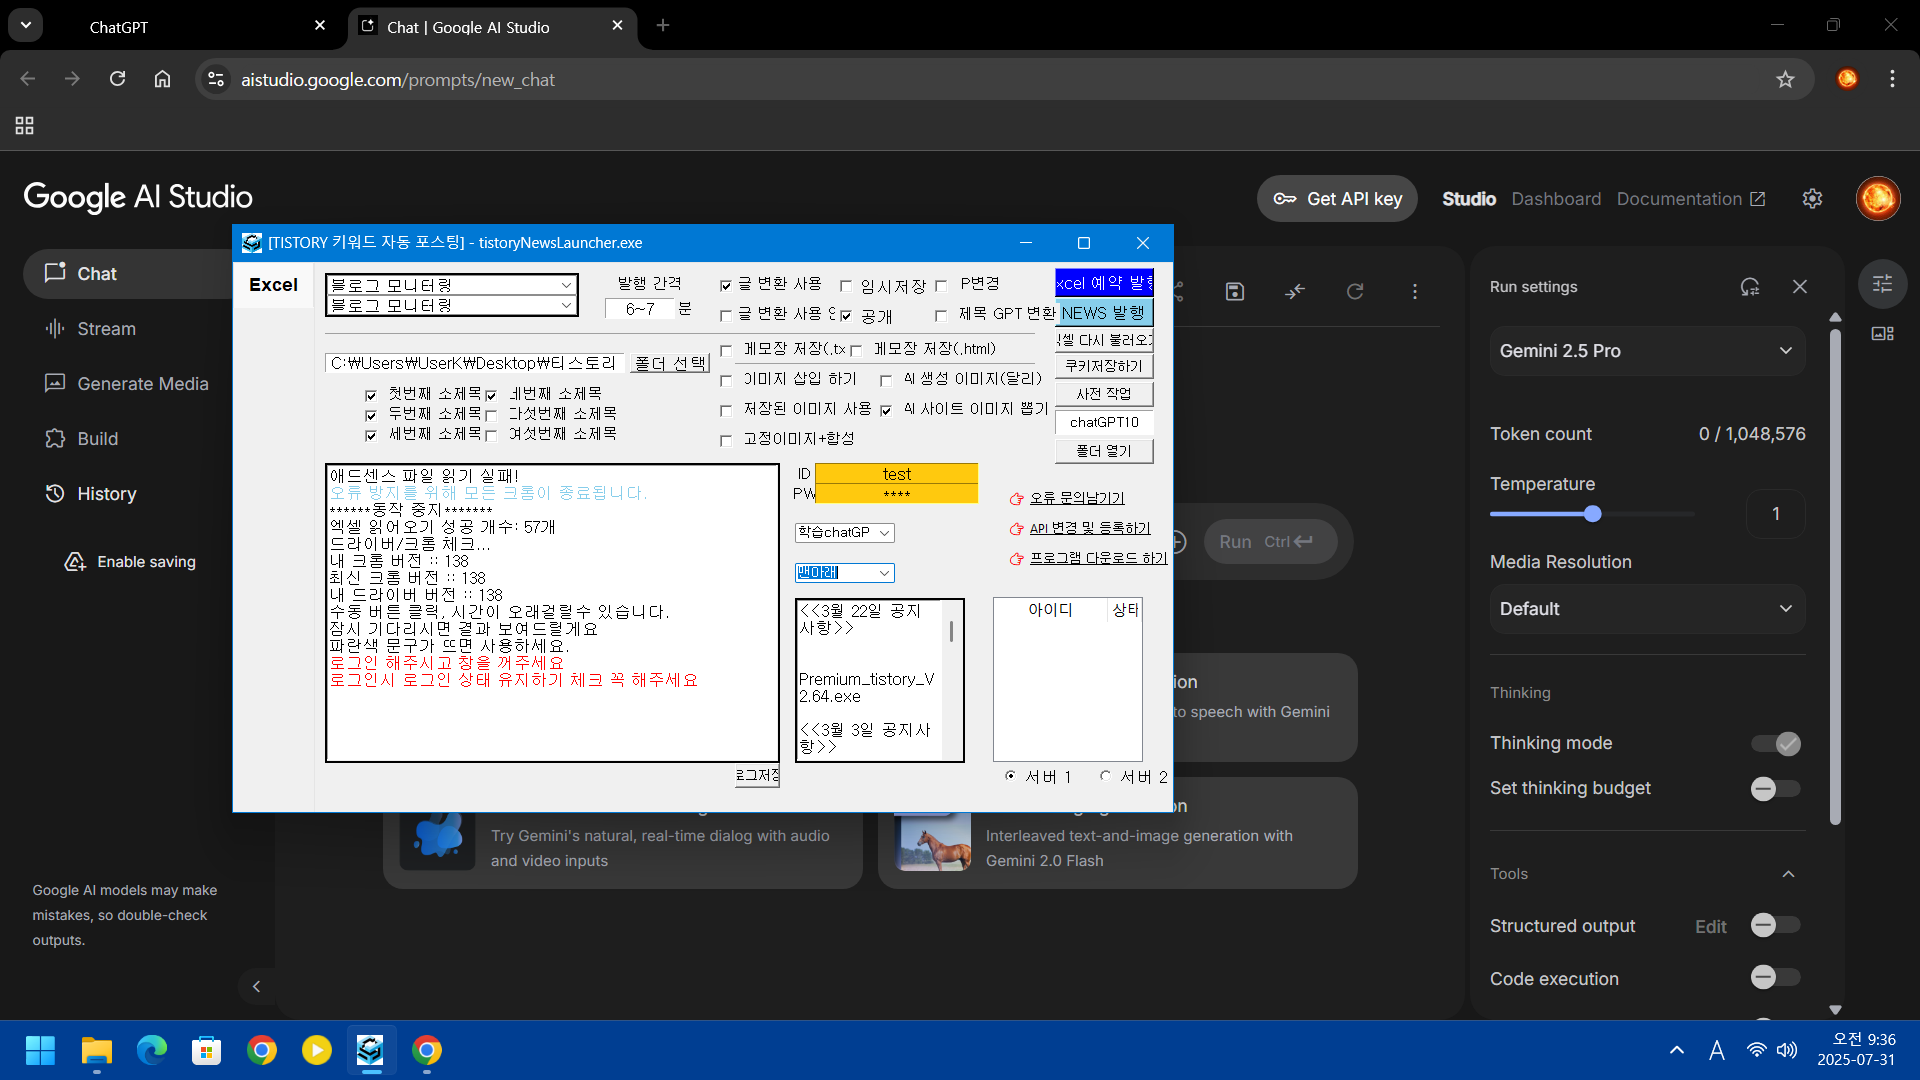 ChatGPT
Chat | Google AI Studio
aistudio.google.com/prompts/new_chat
Google AI Studio
Get API key
Studio
Dashboard
Documentation
Chat
Stream
Generate Media
Build
History
Enable saving
Google AI models may make
mistakes, so double-check
outputs.
[TISTORY 키워드 자동 포스팅] - tistoryNewsLauncher.exe
Excel
블로그 모니터링
블로그 모니터링
발행 간격
6~7 분
글 변환 사용
임시저장
P변경
글 변환 사용
공개
제목 GPT 변환
xcel 예약 발행
NEWS 발행
셀 다시 불러오기
쿠키저장하기
사전 작업
chatGPT10
폴더 열기
C:₩Users₩UserK₩Desktop₩티스토리
폴더 선택
메모장 저장(.tx
메모장 저장(.html)
이미지 삽입 하기
AI 생성 이미지(달리)
저장된 이미지 사용
AI 사이트 이미지 뽑기
고정이미지+합성
첫번째 소제목
네번째 소제목
두번째 소제목
다섯번째 소제목
세번째 소제목
여섯번째 소제목
애드센스 파일 읽기 실패!
오류 방지를 위해 모든 크롬이 종료됩니다.
******동작 중지*******
엑셀 읽어오기 성공 개수: 57개
드라이버/크롬 체크...
내 크롬 버전 :: 138
최신 크롬 버전 :: 138
내 드라이버 버전 :: 138
수동 버튼 클릭, 시간이 오래걸릴수 있습니다.
잠시 기다리시면 결과 보여드릴게요
파란색 문구가 뜨면 사용하세요.
로그인 해주시고 창을 꺼주세요
로그인시 로그인 상태 유지하기 체크 꼭 해주세요
로그저장
ID test
PW ****
학습chatGP
맨아래
오류 문의남기기
API 변경 및 등록하기
프로그램 다운로드 하기
<<3월 22일 공지
사항>>
Premium_tistory_V
2.64.exe
<<3월 3일 공지사
항>>
아이디
상태
서버 1
서버 2
Run Ctrl
ion
to speech with Gemini
Try Gemini's natural, real-time dialog with audio
and video inputs
on
Interleaved text-and-image generation with
Gemini 2.0 Flash
Run settings
Gemini 2.5 Pro
Token count
0 / 1,048,576
Temperature
1
Media Resolution
Default
Thinking
Thinking mode
Set thinking budget
Tools
Structured output
Edit
Code execution
A
오전 9:36
2025-07-31